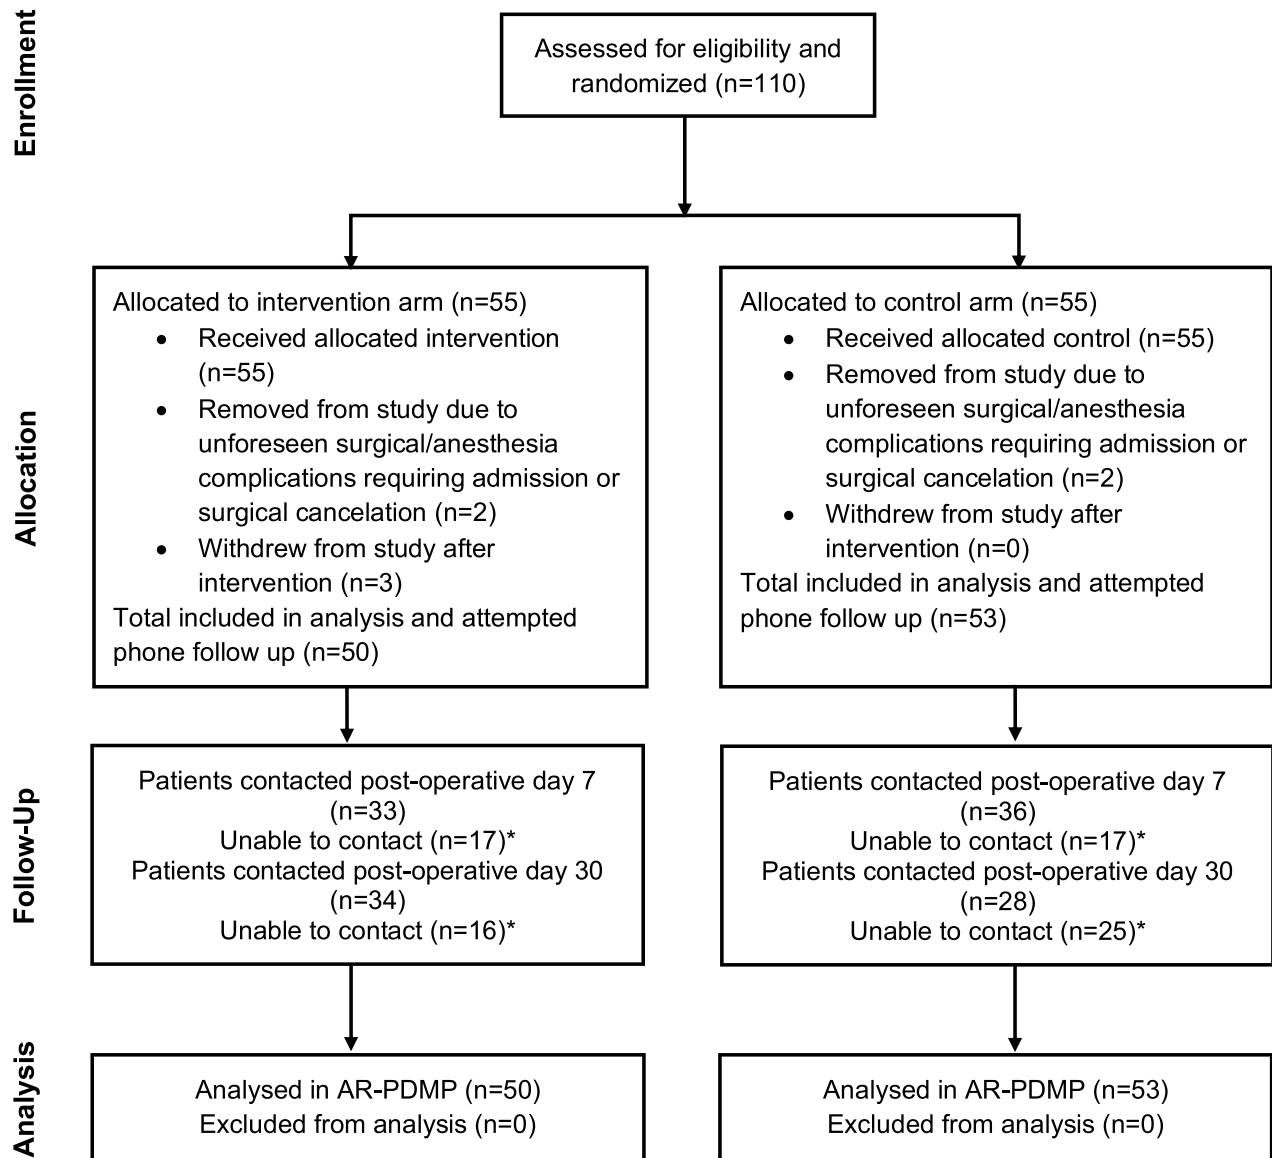 Enrollment
Assessed for eligibility and
randomized (n=110)
Allocation
Allocated to intervention arm (n=55)
• Received allocated intervention
(n=55)
• Removed from study due to
unforeseen surgical/anesthesia
complications requiring admission or
surgical cancelation (n=2)
• Withdrew from study after
intervention (n=3)
Total included in analysis and attempted
phone follow up (n=50)
Allocated to control arm (n=55)
• Received allocated control (n=55)
• Removed from study due to
unforeseen surgical/anesthesia
complications requiring admission or
surgical cancelation (n=2)
• Withdrew from study after
intervention (n=0)
Total included in analysis and attempted
phone follow up (n=53)
Follow-Up
Patients contacted post-operative day 7
(n=33)
Unable to contact (n=17)*
Patients contacted post-operative day 30
(n=34)
Unable to contact (n=16)*
Patients contacted post-operative day 7
(n=36)
Unable to contact (n=17)*
Patients contacted post-operative day 30
(n=28)
Unable to contact (n=25)*
Analysis
Analysed in AR-PDMP (n=50)
Excluded from analysis (n=0)
Analysed in AR-PDMP (n=53)
Excluded from analysis (n=0)